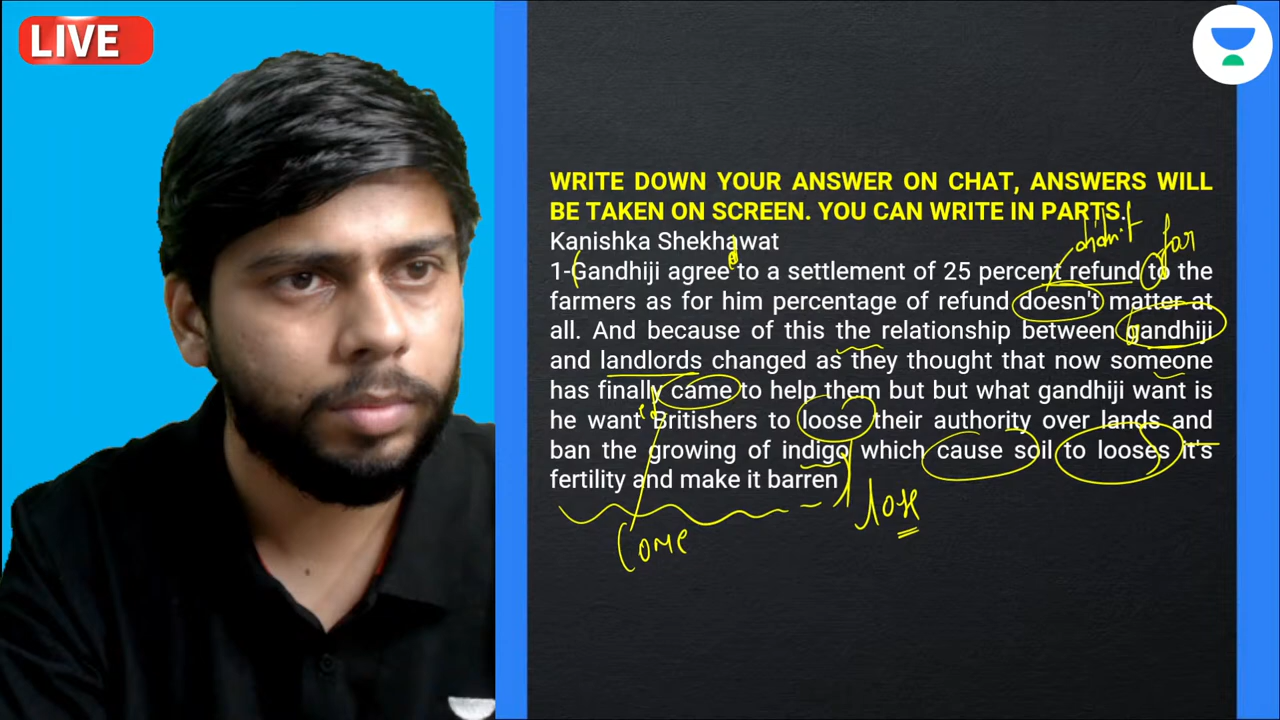 LIVE
WRITE DOWN YOUR ANSWER ON CHAT, ANSWERS WILL
BE TAKEN ON SCREEN. YOU CAN WRITE IN PARTS.
didn't for
Kanishka Shekhawat
d
1-Gandhiji agree to a settlement of 25 percent refund to the
farmers as for him percentage of refund doesn't matter at
all. And because of this the relationship between gandhiji
and landlords changed as they thought that now someone
has finally came to help them but but what gandhiji want is
he want Britishers to loose their authority over lands and
ban the growing of indigo which cause soil to looses it's
fertility and make it barren
lose
Come